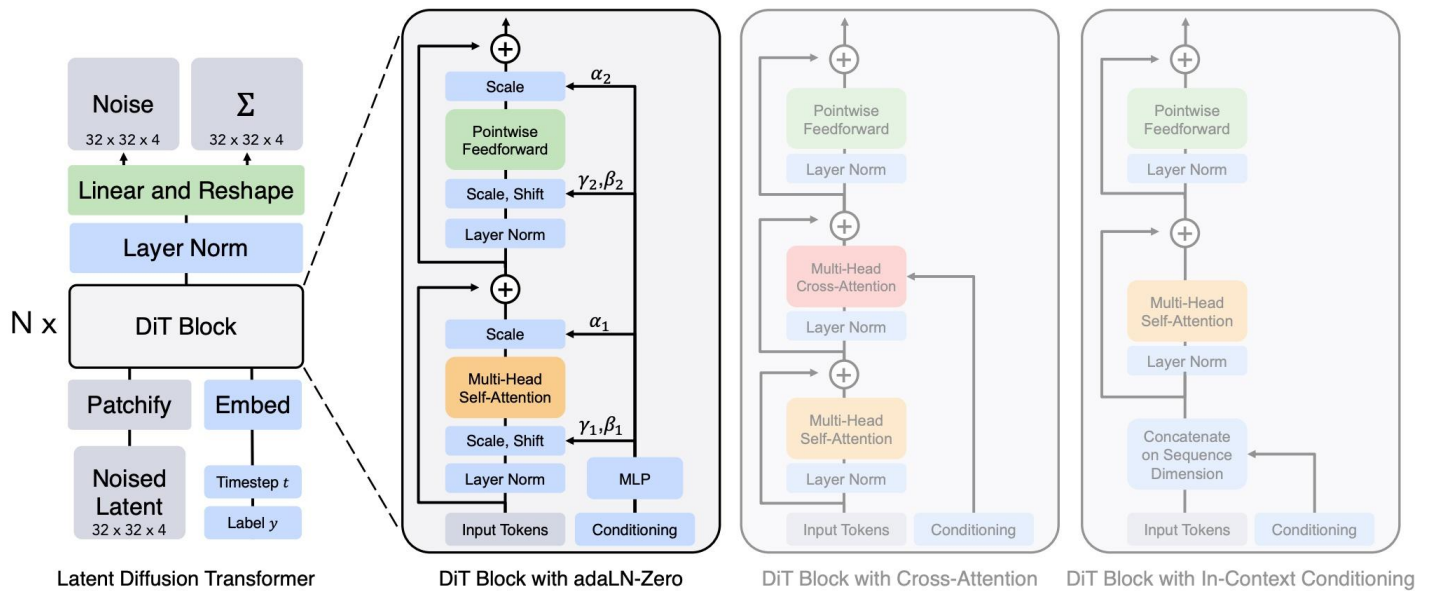 Noise
32 x 32 x 4
Σ
32 x 32 x 4
Linear and Reshape
Layer Norm
N x
DiT Block
Patchify
Embed
Noised
Latent
32 x 32 x 4
Timestep t
Label y
Latent Diffusion Transformer
+
Scale
α₂
Pointwise
Feedforward
Scale, Shift
γ₂,β₂
Layer Norm
+
Scale
α₁
Multi-Head
Self-Attention
Scale, Shift
γ₁,β₁
Layer Norm
MLP
Input Tokens
Conditioning
DiT Block with adaLN-Zero
+
Pointwise
Feedforward
Layer Norm
+
Multi-Head
Cross-Attention
Layer Norm
+
Multi-Head
Self-Attention
Layer Norm
Input Tokens
Conditioning
DiT Block with Cross-Attention
+
Pointwise
Feedforward
Layer Norm
+
Multi-Head
Self-Attention
Layer Norm
Concatenate
on Sequence
Dimension
Input Tokens
Conditioning
DiT Block with In-Context Conditioning